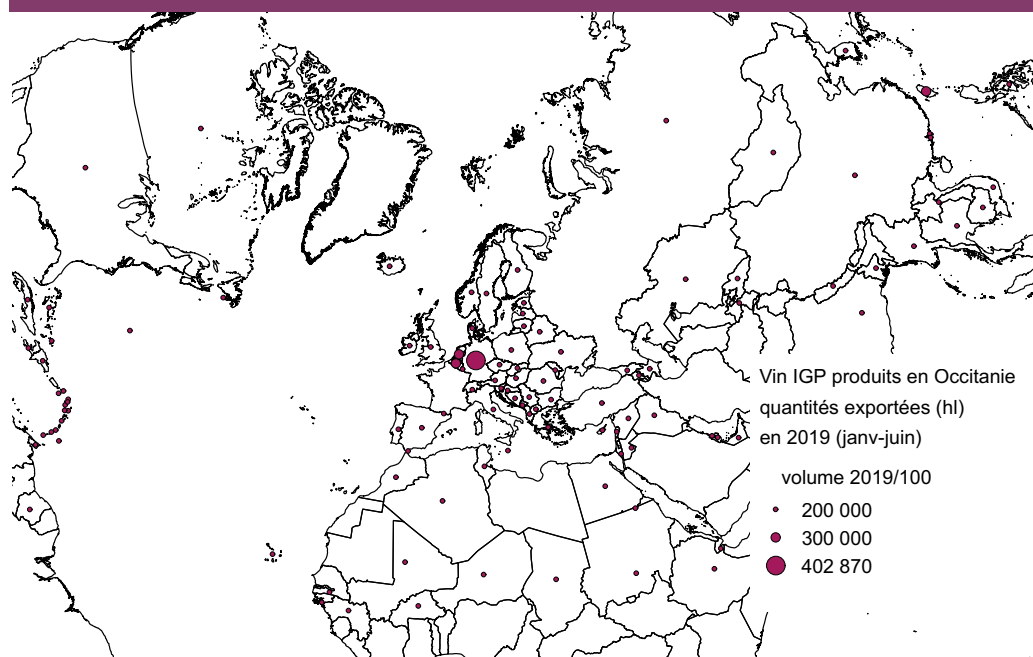 Vin IGP produits en Occitanie
quantités exportées (hl)
en 2019 (janv-juin)
volume 2019/100
200 000
300 000
402 870